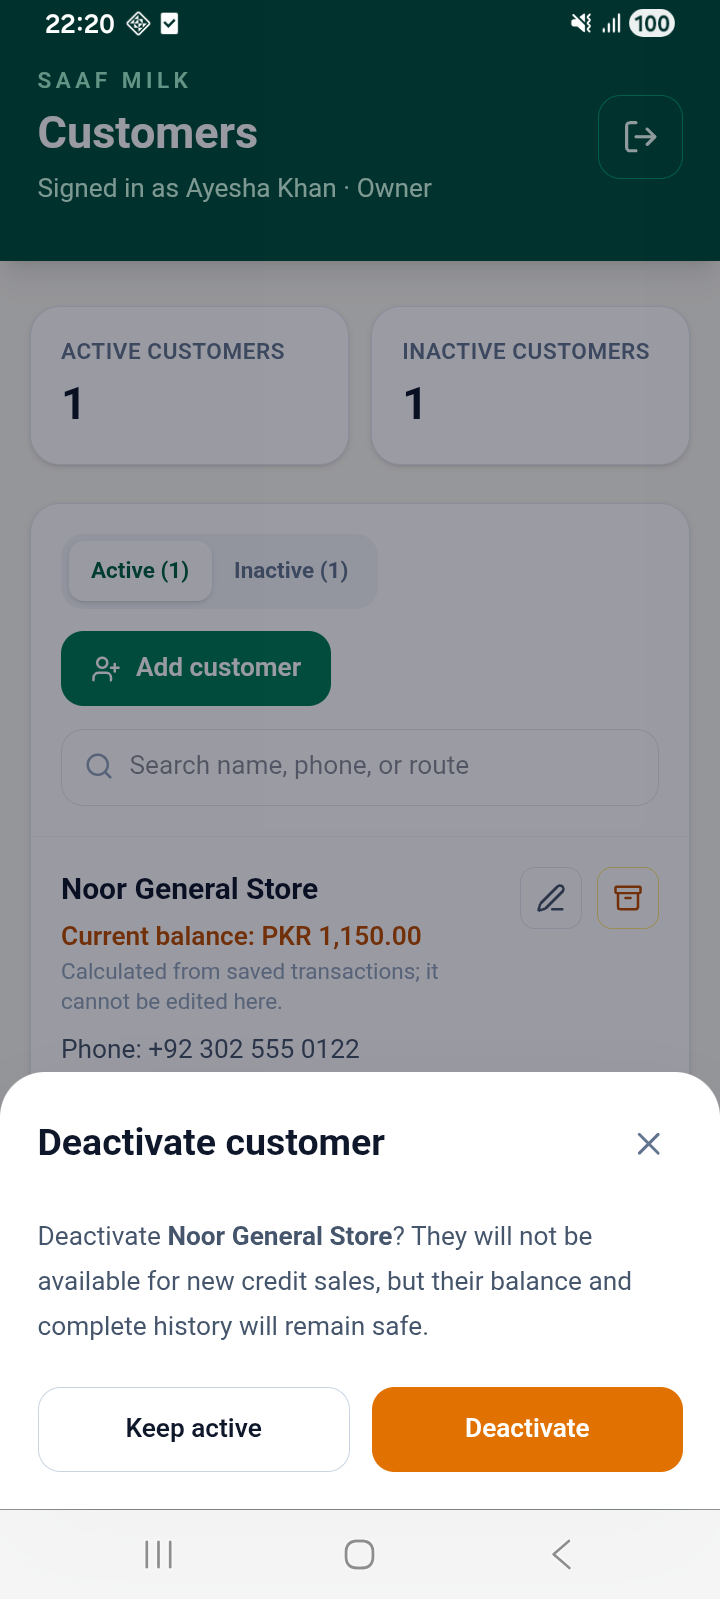 22:20
100
SAAF MILK
Customers
Signed in as Ayesha Khan · Owner
ACTIVE CUSTOMERS
1
INACTIVE CUSTOMERS
1
Active (1)
Inactive (1)
Add customer
Search name, phone, or route
Noor General Store
Current balance: PKR 1,150.00
Calculated from saved transactions; it
cannot be edited here.
Phone: +92 302 555 0122
Deactivate customer
Deactivate Noor General Store? They will not be
available for new credit sales, but their balance and
complete history will remain safe.
Keep active
Deactivate